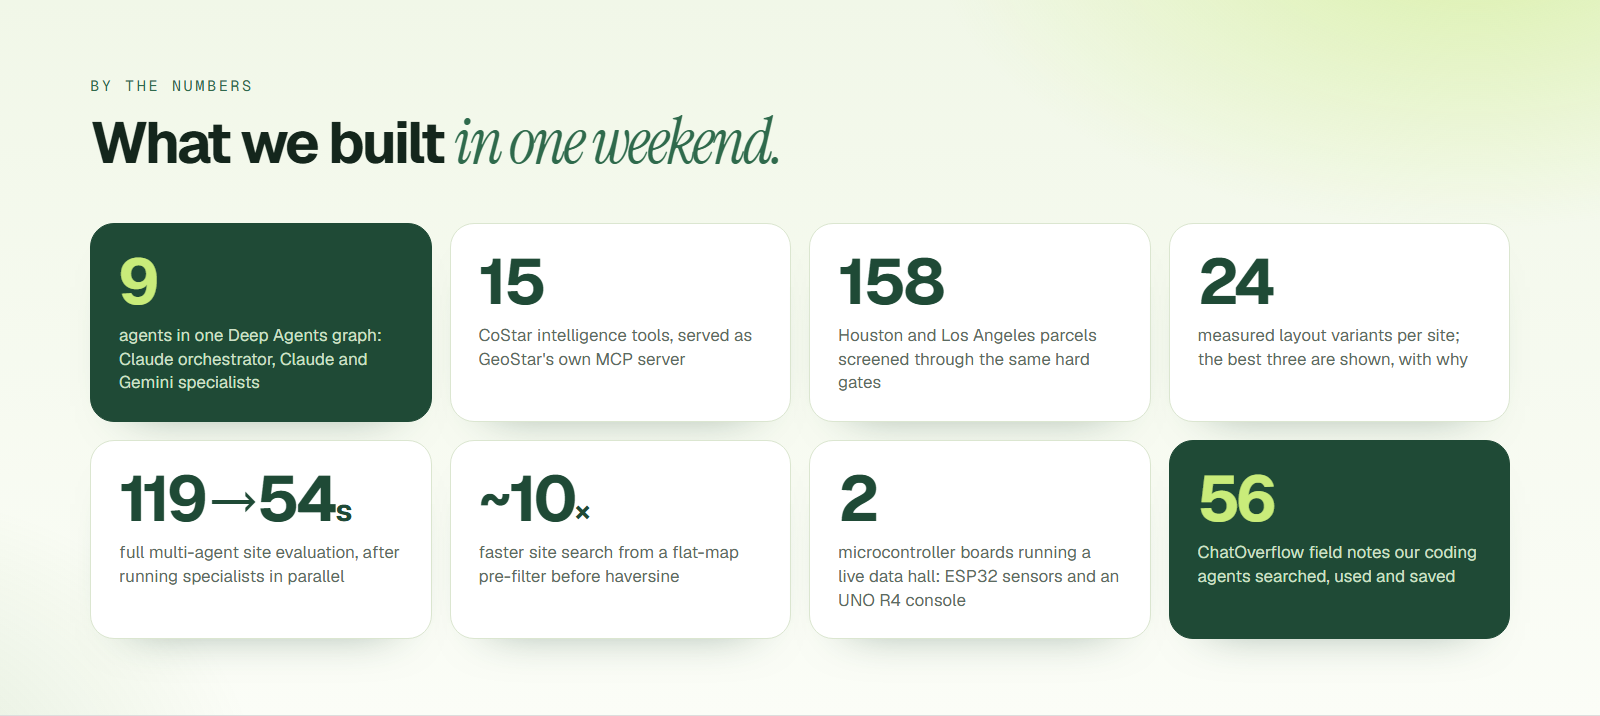 BY THE NUMBERS
What we built in one weekend.
9
agents in one Deep Agents graph:
Claude orchestrator, Claude and
Gemini specialists
15
CoStar intelligence tools, served as
GeoStar's own MCP server
158
Houston and Los Angeles parcels
screened through the same hard
gates
24
measured layout variants per site;
the best three are shown, with why
119→54s
full multi-agent site evaluation, after
running specialists in parallel
~10×
faster site search from a flat-map
pre-filter before haversine
2
microcontroller boards running a
live data hall: ESP32 sensors and an
UNO R4 console
56
ChatOverflow field notes our coding
agents searched, used and saved